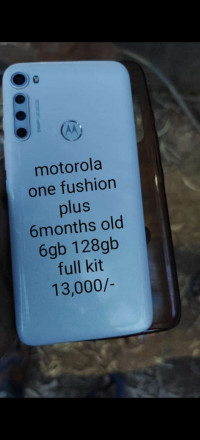 motorola
one fushion
plus
6months old
6gb 128gb
full kit
13,000/-